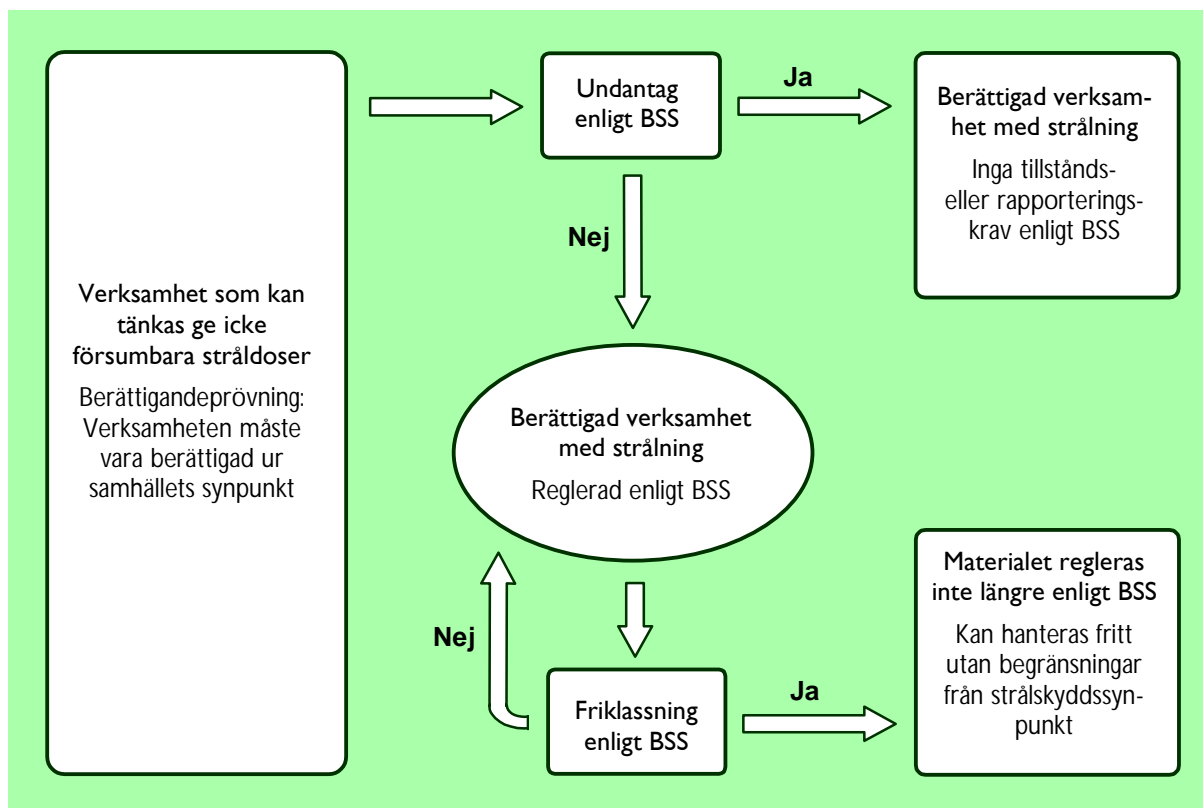 Verksamhet som kan
tänkas ge icke
försumbara stråldoser
Berättigandeprövning:
Verksamheten måste
vara berättigad ur
samhällets synpunkt
Undantag
enligt BSS
Ja
Berättigad verksam-
het med strålning
Inga tillstånds-
eller rapporterings-
krav enligt BSS
Nej
Berättigad verksamhet
med strålning
Reglerad enligt BSS
Nej
Friklassning
enligt BSS
Ja
Materialet regleras
inte längre enligt BSS
Kan hanteras fritt
utan begränsningar
från strålskyddssyn-
punkt